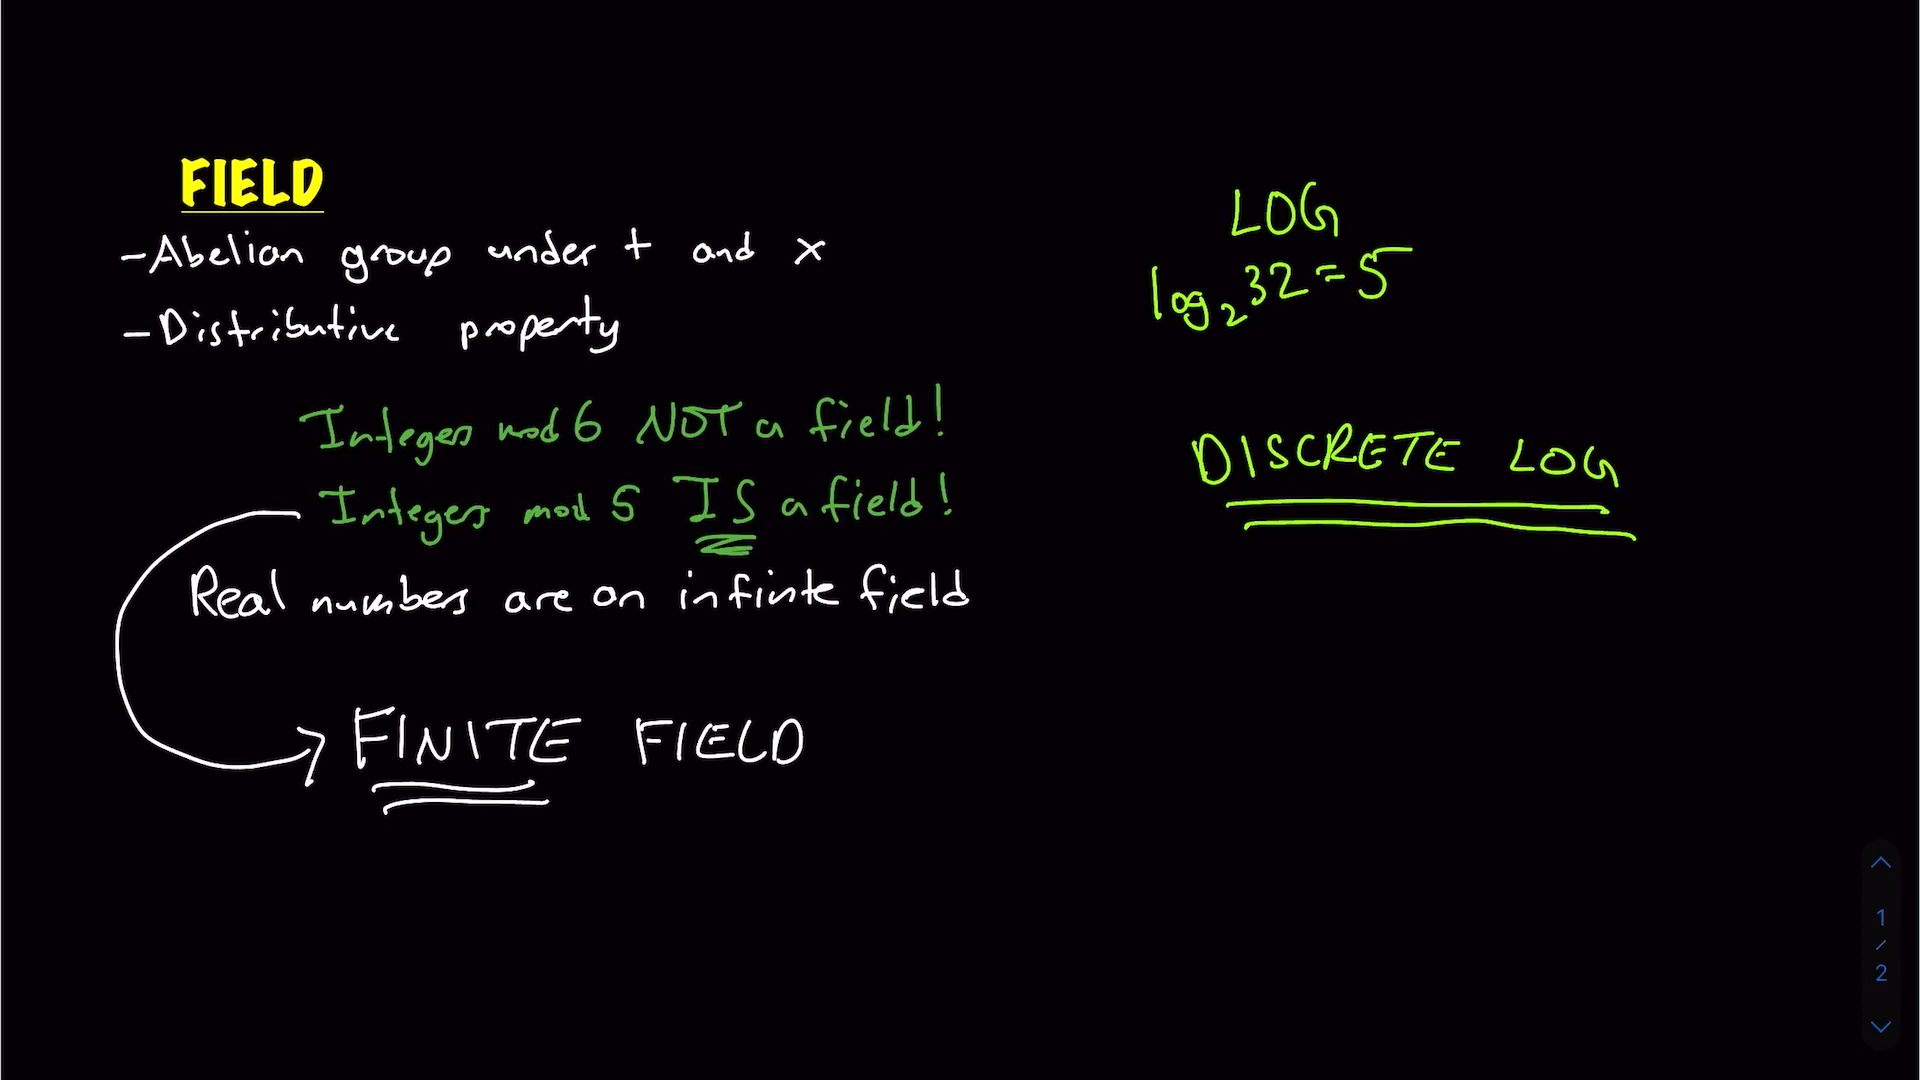 FIELD
- Abelian group under + and x
- Distributive property
Integers mod 6 NOT a field!
Integers mod 5 IS a field!
Real numbers are an infinite field
FINITE FIELD
LOG
log₂32=5
DISCRETE LOG
1
/
2